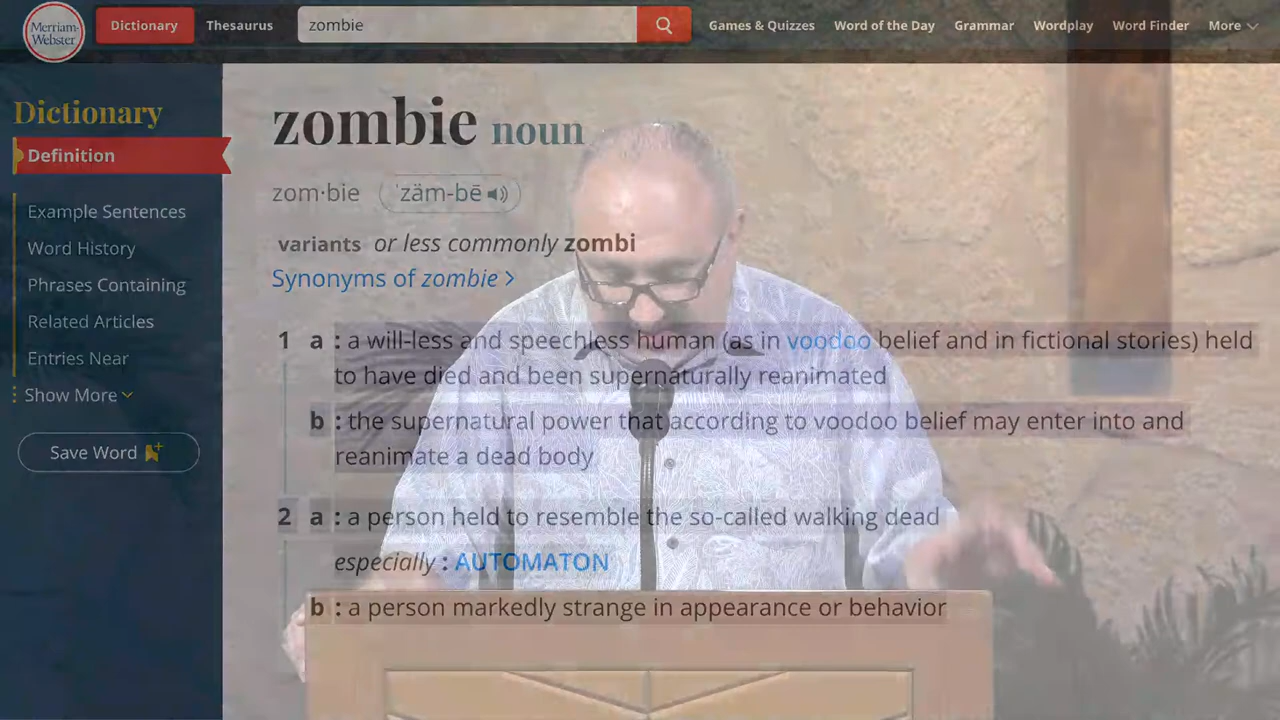 Merriam-
Webster
Dictionary
Thesaurus
zombie
Games & Quizzes
Word of the Day
Grammar
Wordplay
Word Finder
More
Dictionary
Definition
Example Sentences
Word History
Phrases Containing
Related Articles
Entries Near
Show More
Save Word
zombie noun
zom·bie ˈzäm-bē
variants or less commonly zombi
Synonyms of zombie >
1 a : a will-less and speechless human (as in voodoo belief and in fictional stories) held
to have died and been supernaturally reanimated
b : the supernatural power that according to voodoo belief may enter into and
reanimate a dead body
2 a : a person held to resemble the so-called walking dead
especially : AUTOMATON
b : a person markedly strange in appearance or behavior